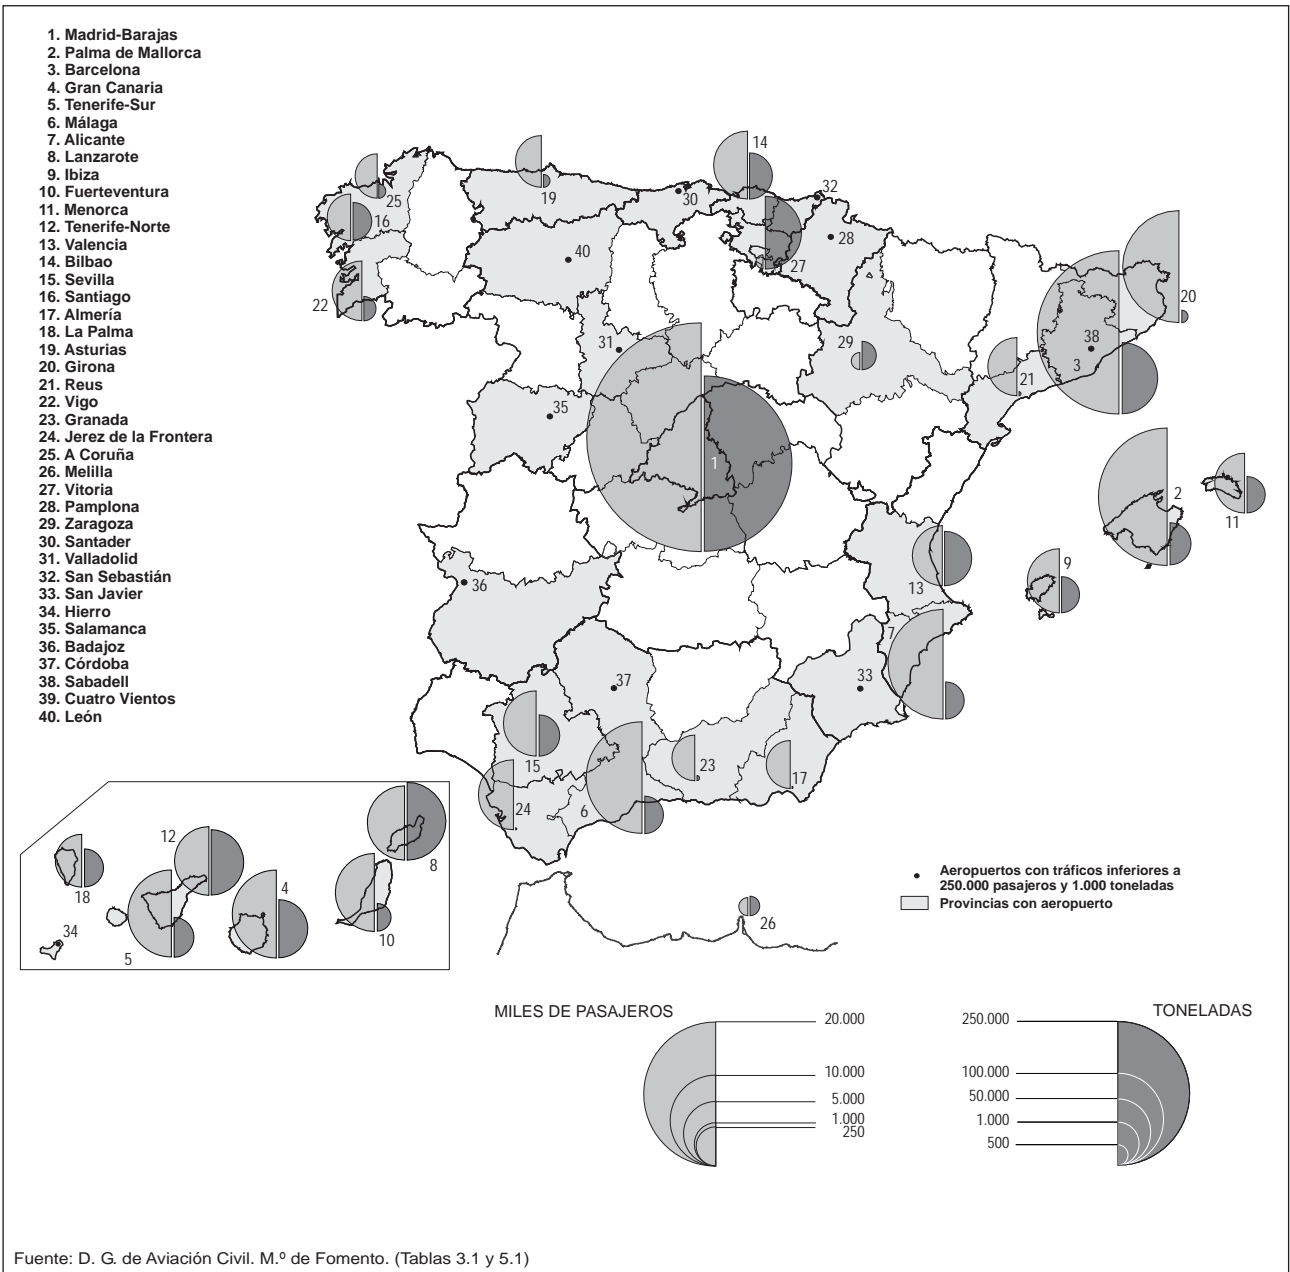 1. Madrid-Barajas
2. Palma de Mallorca
3. Barcelona
4. Gran Canaria
5. Tenerife-Sur
6. Málaga
7. Alicante
8. Lanzarote
9. Ibiza
10. Fuerteventura
11. Menorca
12. Tenerife-Norte
13. Valencia
14. Bilbao
15. Sevilla
16. Santiago
17. Almería
18. La Palma
19. Asturias
20. Girona
21. Reus
22. Vigo
23. Granada
24. Jerez de la Frontera
25. A Coruña
26. Melilla
27. Vitoria
28. Pamplona
29. Zaragoza
30. Santader
31. Valladolid
32. San Sebastián
33. San Javier
34. Hierro
35. Salamanca
36. Badajoz
37. Córdoba
38. Sabadell
39. Cuatro Vientos
40. León
14
32
25
19
30
16
28
40
27
22
20
31
29
38
3
21
35
1
2
11
36
13
9
7
37
33
15
23
17
24
6
12
8
18
4
34
5
10
26
Aeropuertos con tráficos inferiores a
250.000 pasajeros y 1.000 toneladas
Provincias con aeropuerto
MILES DE PASAJEROS
20.000
10.000
5.000
1.000
250
TONELADAS
250.000
100.000
50.000
1.000
500
Fuente: D. G. de Aviación Civil. M.º de Fomento. (Tablas 3.1 y 5.1)